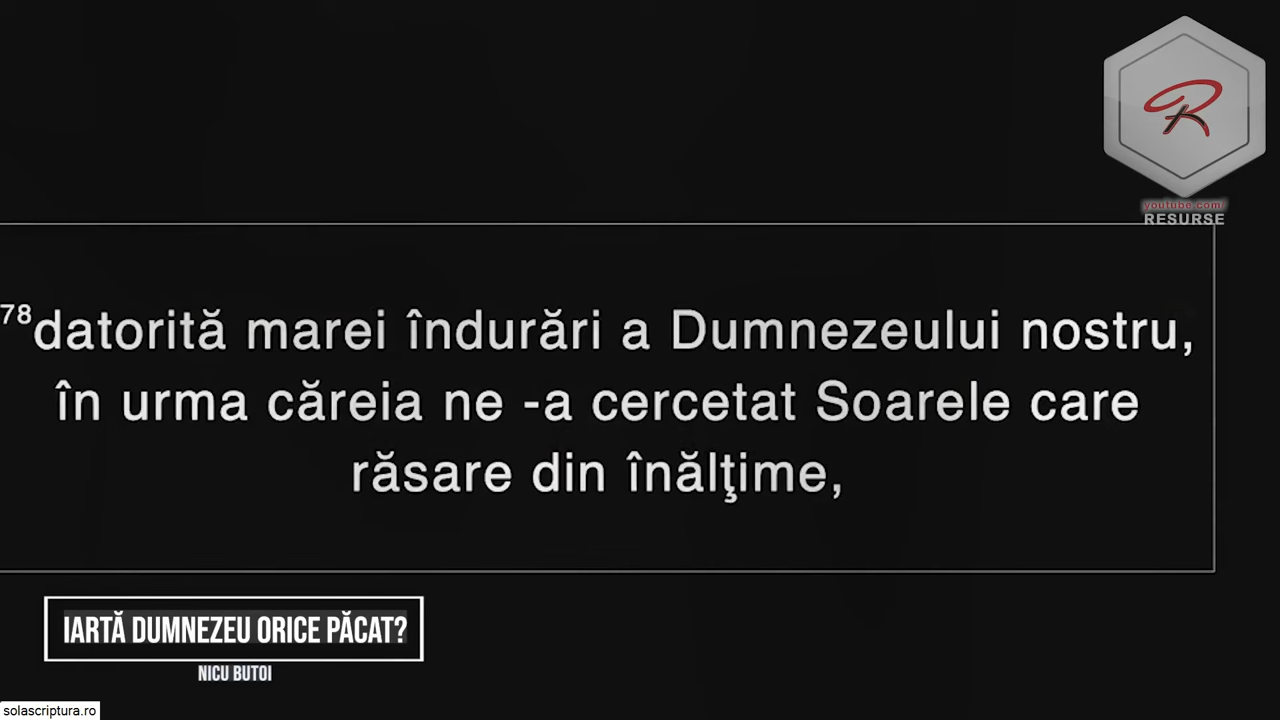 R
youtube.com/
RESURSE
78datorită marei îndurări a Dumnezeului nostru,
în urma căreia ne -a cercetat Soarele care
răsare din înălţime,
IARTĂ DUMNEZEU ORICE PĂCAT?
NICU BUTOI
solascriptura.ro